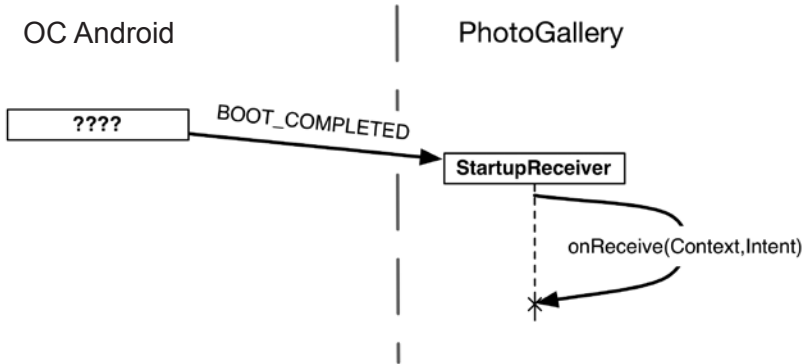 OC Android
PhotoGallery
????
BOOT_COMPLETED
StartupReceiver
onReceive(Context,Intent)